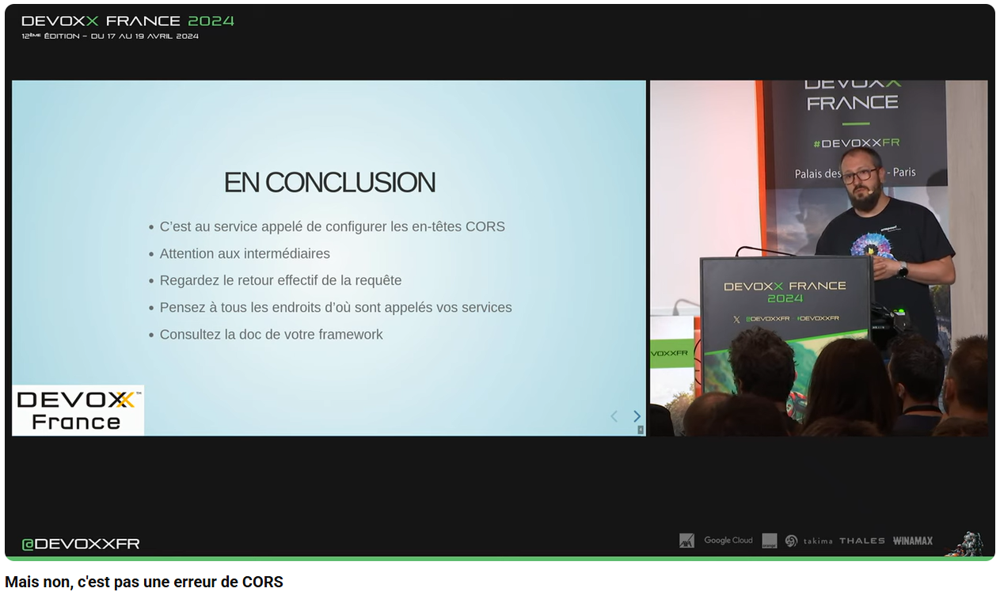 DEVOXX FRANCE 2024
12ÈME ÉDITION – DU 17 AU 19 AVRIL 2024
EN CONCLUSION
• C'est au service appelé de configurer les en-têtes CORS
• Attention aux intermédiaires
• Regardez le retour effectif de la requête
• Pensez à tous les endroits d'où sont appelés vos services
• Consultez la doc de votre framework
DEVOXX™
France
DEVOXX
FRANCE
#DEVOXXFR
Palais des - Paris
DEVOXX FRANCE
2024
@DEVOXXFR #DEVOXXFR
VOXXFR
@DEVOXXFR
AXA Google Cloud orange takima THALES WINAMAX
Mais non, c'est pas une erreur de CORS